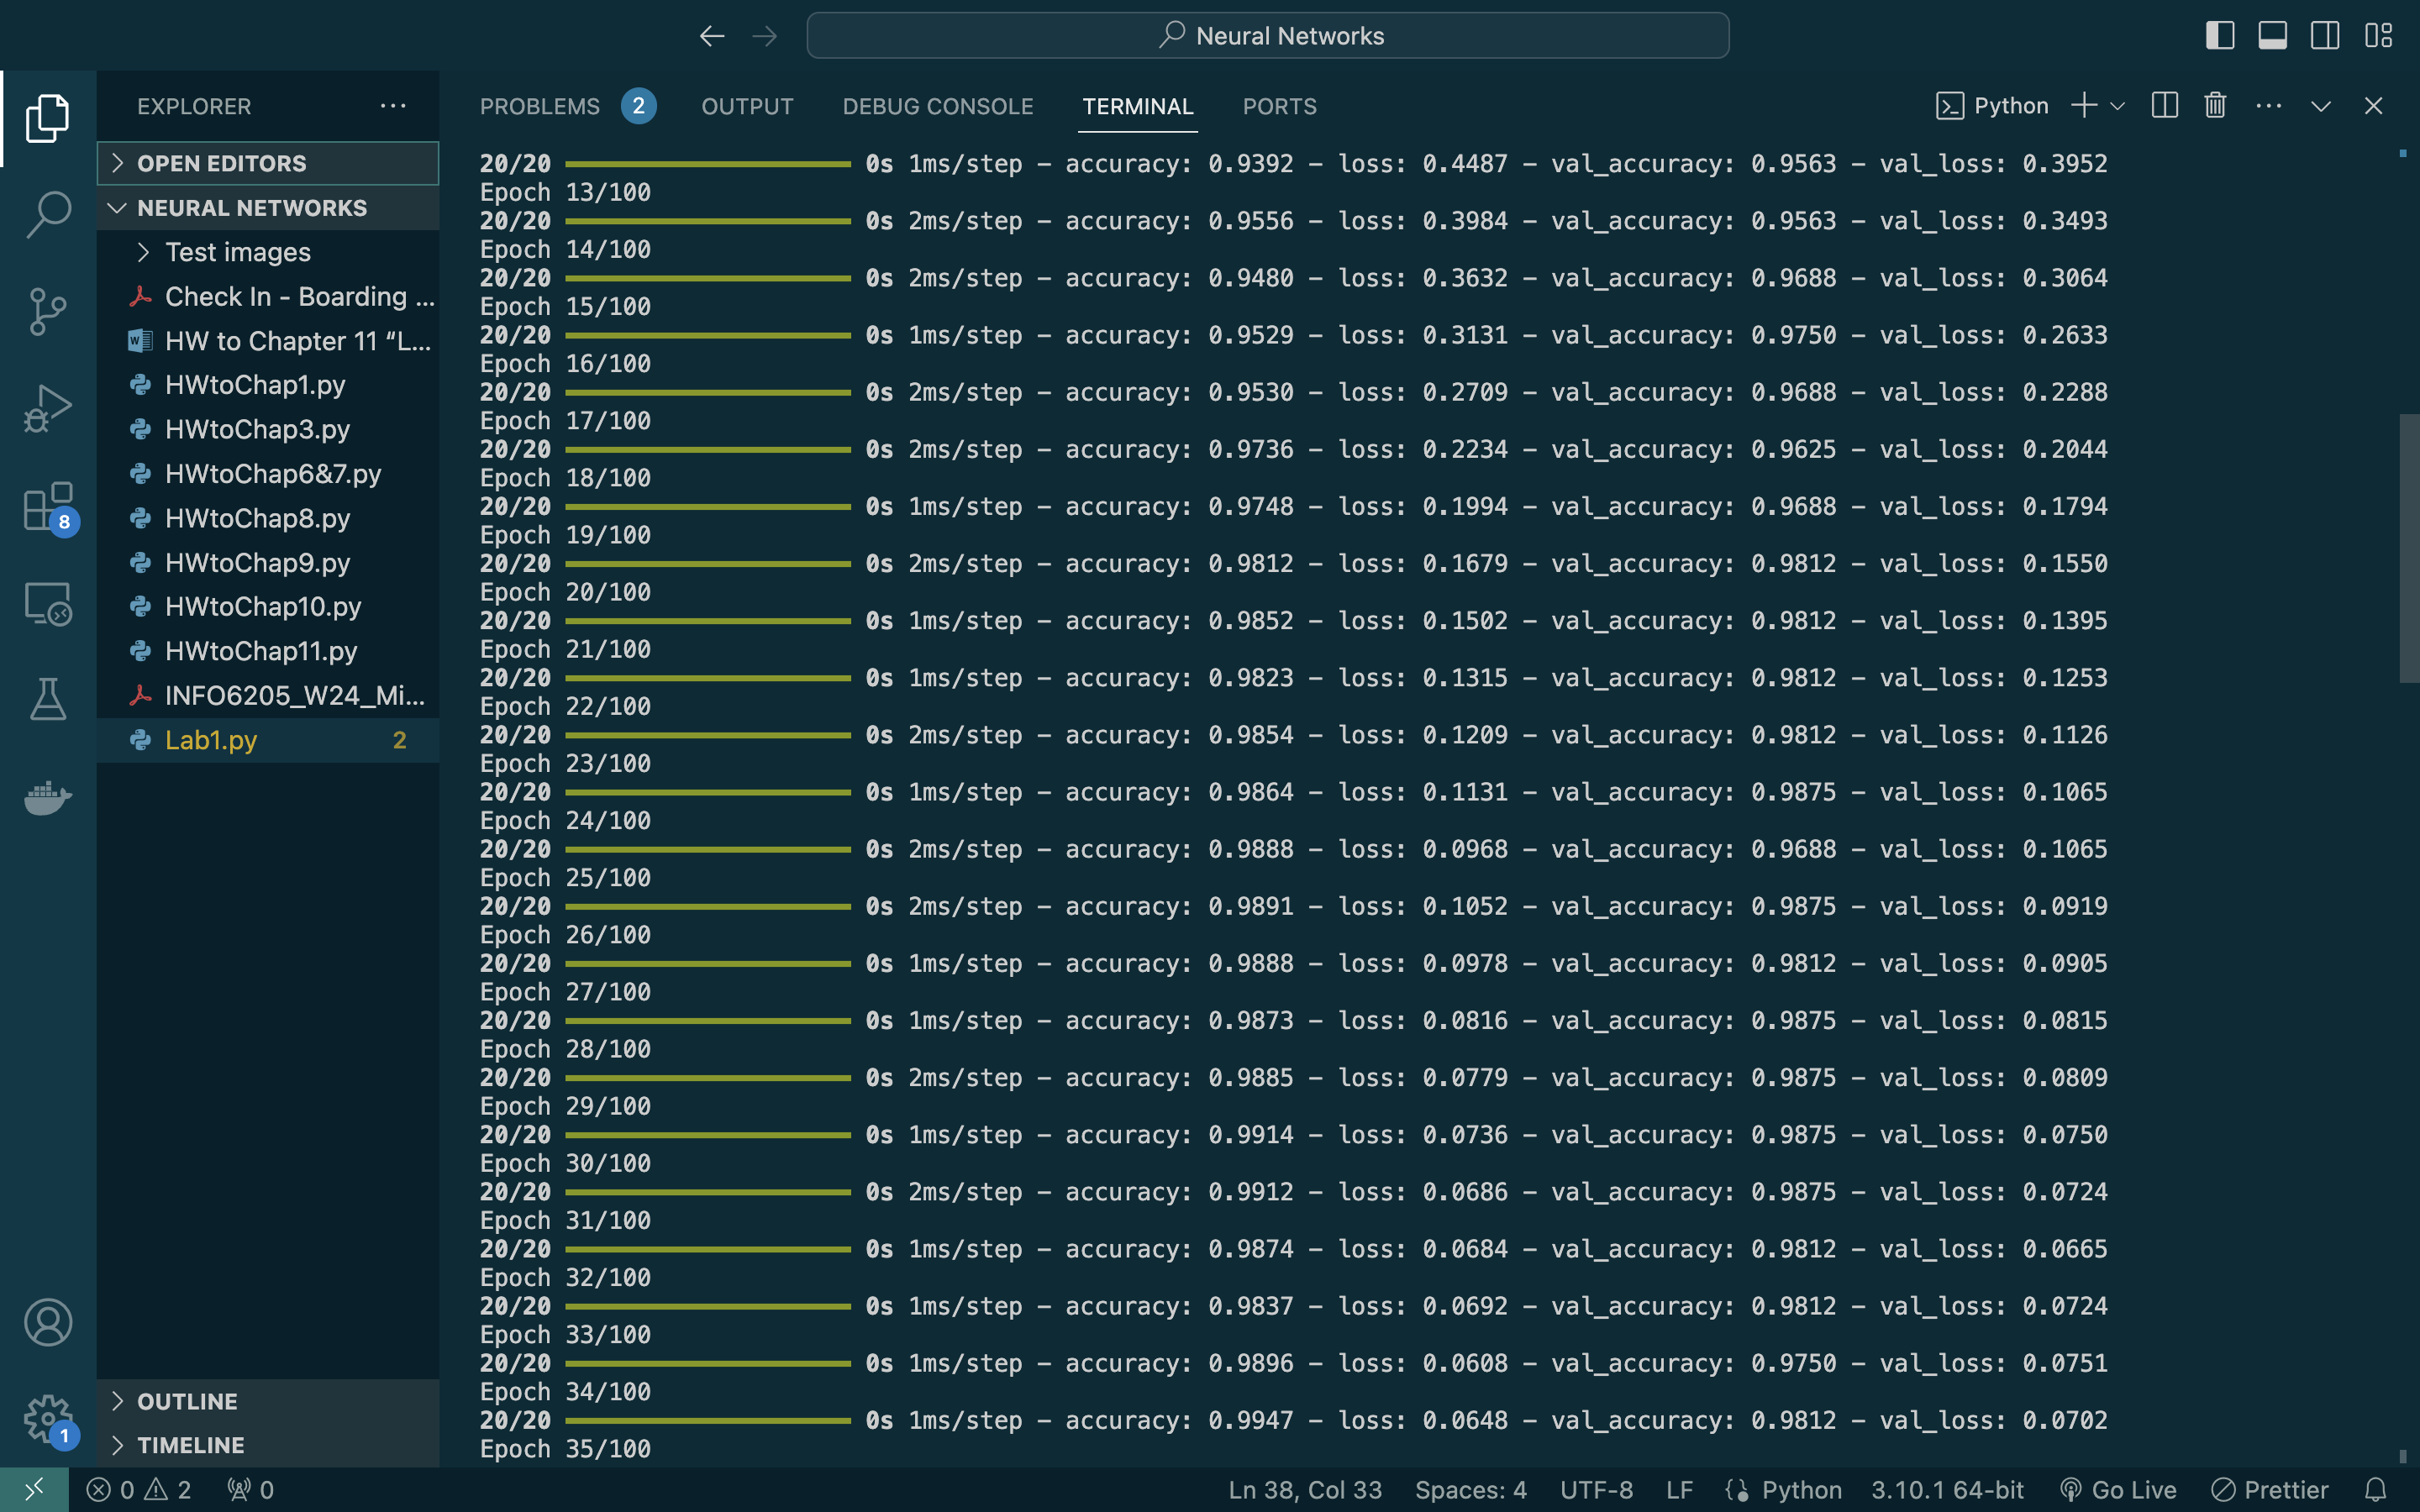 Neural Networks
EXPLORER
OPEN EDITORS
NEURAL NETWORKS
Test images
Check In - Boarding ...
HW to Chapter 11 “L...
HWtoChap1.py
HWtoChap3.py
HWtoChap6&7.py
HWtoChap8.py
HWtoChap9.py
HWtoChap10.py
HWtoChap11.py
INFO6205_W24_Mi...
Lab1.py 2
OUTLINE
TIMELINE
8
1
PROBLEMS 2 OUTPUT DEBUG CONSOLE TERMINAL PORTS Python
20/20 0s 1ms/step – accuracy: 0.9392 – loss: 0.4487 – val_accuracy: 0.9563 – val_loss: 0.3952
Epoch 13/100
20/20 0s 2ms/step – accuracy: 0.9556 – loss: 0.3984 – val_accuracy: 0.9563 – val_loss: 0.3493
Epoch 14/100
20/20 0s 2ms/step – accuracy: 0.9480 – loss: 0.3632 – val_accuracy: 0.9688 – val_loss: 0.3064
Epoch 15/100
20/20 0s 1ms/step – accuracy: 0.9529 – loss: 0.3131 – val_accuracy: 0.9750 – val_loss: 0.2633
Epoch 16/100
20/20 0s 2ms/step – accuracy: 0.9530 – loss: 0.2709 – val_accuracy: 0.9688 – val_loss: 0.2288
Epoch 17/100
20/20 0s 2ms/step – accuracy: 0.9736 – loss: 0.2234 – val_accuracy: 0.9625 – val_loss: 0.2044
Epoch 18/100
20/20 0s 1ms/step – accuracy: 0.9748 – loss: 0.1994 – val_accuracy: 0.9688 – val_loss: 0.1794
Epoch 19/100
20/20 0s 2ms/step – accuracy: 0.9812 – loss: 0.1679 – val_accuracy: 0.9812 – val_loss: 0.1550
Epoch 20/100
20/20 0s 1ms/step – accuracy: 0.9852 – loss: 0.1502 – val_accuracy: 0.9812 – val_loss: 0.1395
Epoch 21/100
20/20 0s 1ms/step – accuracy: 0.9823 – loss: 0.1315 – val_accuracy: 0.9812 – val_loss: 0.1253
Epoch 22/100
20/20 0s 2ms/step – accuracy: 0.9854 – loss: 0.1209 – val_accuracy: 0.9812 – val_loss: 0.1126
Epoch 23/100
20/20 0s 1ms/step – accuracy: 0.9864 – loss: 0.1131 – val_accuracy: 0.9875 – val_loss: 0.1065
Epoch 24/100
20/20 0s 2ms/step – accuracy: 0.9888 – loss: 0.0968 – val_accuracy: 0.9688 – val_loss: 0.1065
Epoch 25/100
20/20 0s 2ms/step – accuracy: 0.9891 – loss: 0.1052 – val_accuracy: 0.9875 – val_loss: 0.0919
Epoch 26/100
20/20 0s 1ms/step – accuracy: 0.9888 – loss: 0.0978 – val_accuracy: 0.9812 – val_loss: 0.0905
Epoch 27/100
20/20 0s 1ms/step – accuracy: 0.9873 – loss: 0.0816 – val_accuracy: 0.9875 – val_loss: 0.0815
Epoch 28/100
20/20 0s 2ms/step – accuracy: 0.9885 – loss: 0.0779 – val_accuracy: 0.9875 – val_loss: 0.0809
Epoch 29/100
20/20 0s 1ms/step – accuracy: 0.9914 – loss: 0.0736 – val_accuracy: 0.9875 – val_loss: 0.0750
Epoch 30/100
20/20 0s 2ms/step – accuracy: 0.9912 – loss: 0.0686 – val_accuracy: 0.9875 – val_loss: 0.0724
Epoch 31/100
20/20 0s 1ms/step – accuracy: 0.9874 – loss: 0.0684 – val_accuracy: 0.9812 – val_loss: 0.0665
Epoch 32/100
20/20 0s 1ms/step – accuracy: 0.9837 – loss: 0.0692 – val_accuracy: 0.9812 – val_loss: 0.0724
Epoch 33/100
20/20 0s 1ms/step – accuracy: 0.9896 – loss: 0.0608 – val_accuracy: 0.9750 – val_loss: 0.0751
Epoch 34/100
20/20 0s 1ms/step – accuracy: 0.9947 – loss: 0.0648 – val_accuracy: 0.9812 – val_loss: 0.0702
Epoch 35/100
0 2 0 Ln 38, Col 33 Spaces: 4 UTF-8 LF Python 3.10.1 64-bit Go Live Prettier